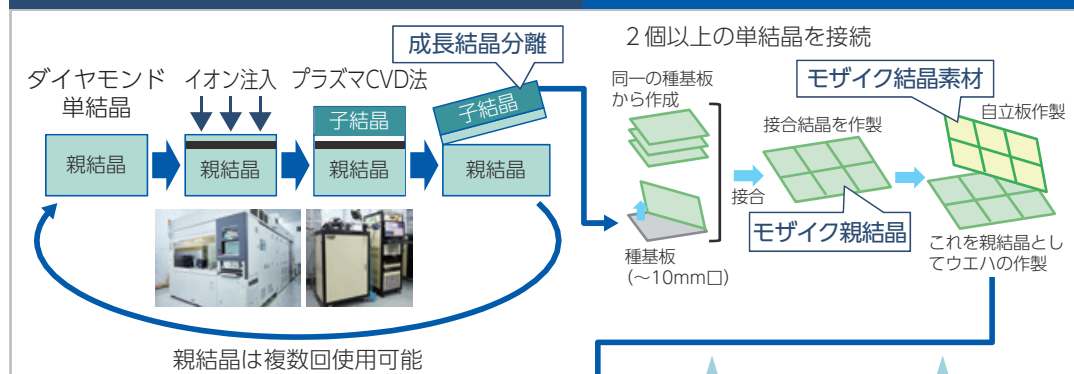 成長結晶分離
2個以上の単結晶を接続
ダイヤモンド
単結晶
イオン注入
プラズマCVD法
親結晶
親結晶
子結晶
親結晶
子結晶
親結晶
親結晶は複数回使用可能
同一の種基板
から作成
種基板
(～10mm□)
接合
接合結晶を作製
モザイク親結晶
モザイク結晶素材
自立板作製
これを親結晶とし
てウエハの作製